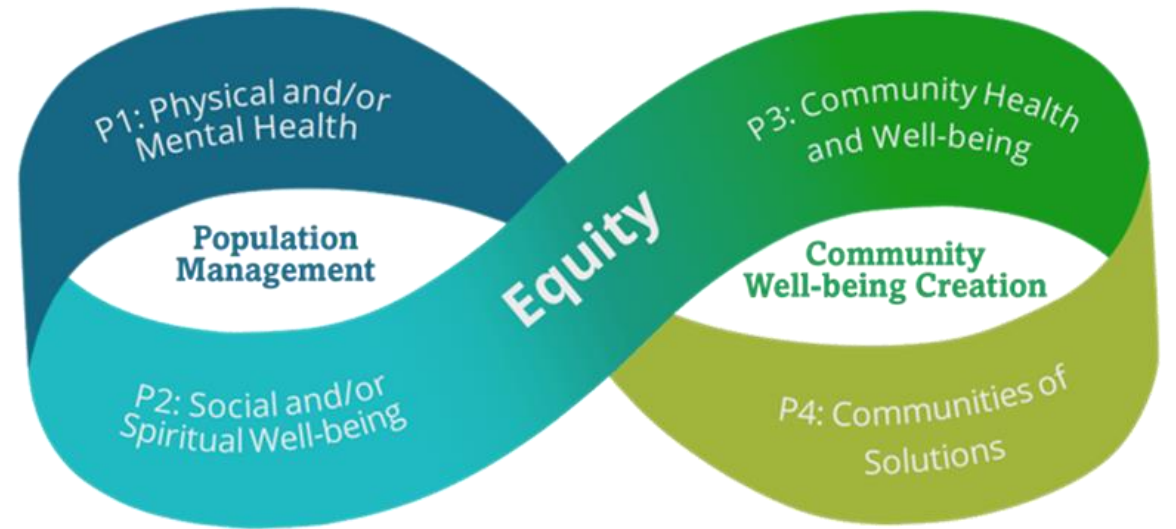 P1: Physical and/or
Mental Health
Population
Management
P2: Social and/or
Spiritual Well-being
Equity
P3: Community Health
and Well-being
Community
Well-being Creation
P4: Communities of
Solutions